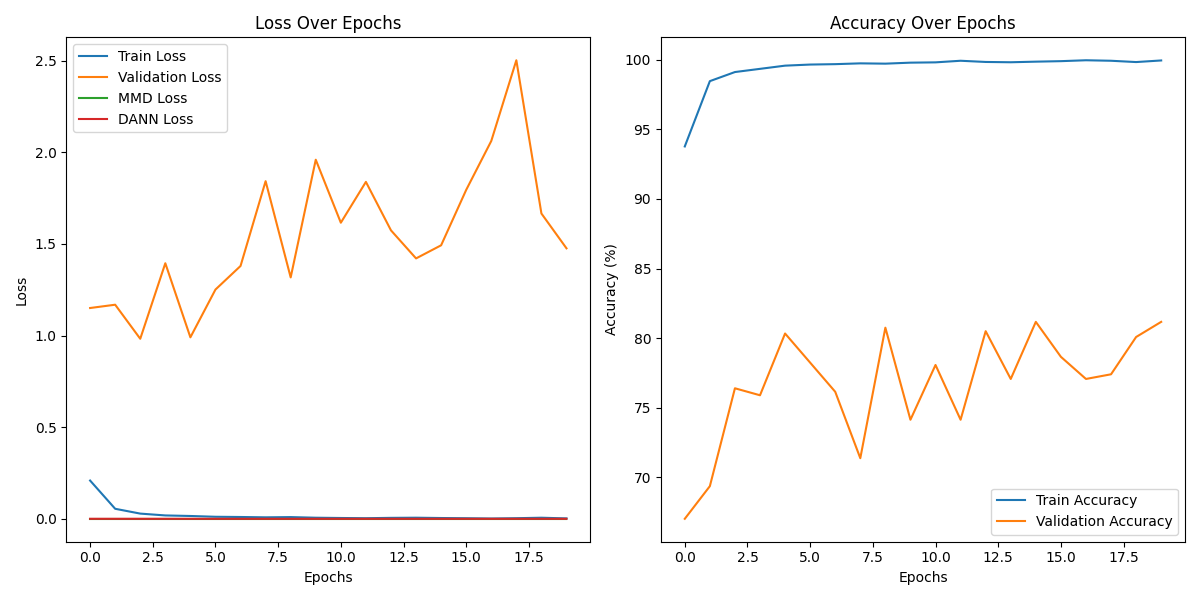 Loss Over Epochs
Train Loss
Validation Loss
MMD Loss
DANN Loss
2.5
2.0
1.5
1.0
0.5
0.0
Loss
0.0 2.5 5.0 7.5 10.0 12.5 15.0 17.5
Epochs
Accuracy Over Epochs
100
95
90
85
80
75
70
Accuracy (%)
Train Accuracy
Validation Accuracy
0.0 2.5 5.0 7.5 10.0 12.5 15.0 17.5
Epochs